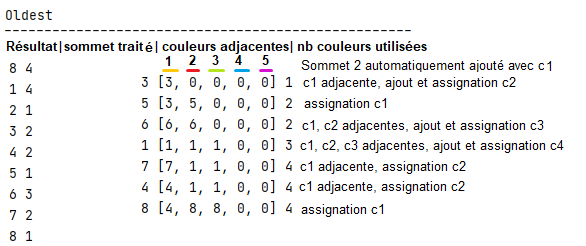 Oldest
--------------------------------------------------
Résultat|sommet traité| couleurs adjacentes| nb couleurs utilisées
1 2 3 4 5
8 4 Sommet 2 automatiquement ajouté avec c1
3 [3, 0, 0, 0, 0] 1 c1 adjacente, ajout et assignation c2
1 4
5 [3, 5, 0, 0, 0] 2 assignation c1
2 1
6 [6, 6, 0, 0, 0] 2 c1, c2 adjacentes, ajout et assignation c3
3 2
1 [1, 1, 1, 0, 0] 3 c1, c2, c3 adjacentes, ajout et assignation c4
4 2
7 [7, 1, 1, 0, 0] 4 c1 adjacente, assignation c2
5 1
4 [4, 1, 1, 0, 0] 4 c1 adjacente, assignation c2
6 3
8 [4, 8, 8, 0, 0] 4 assignation c1
7 2
8 1